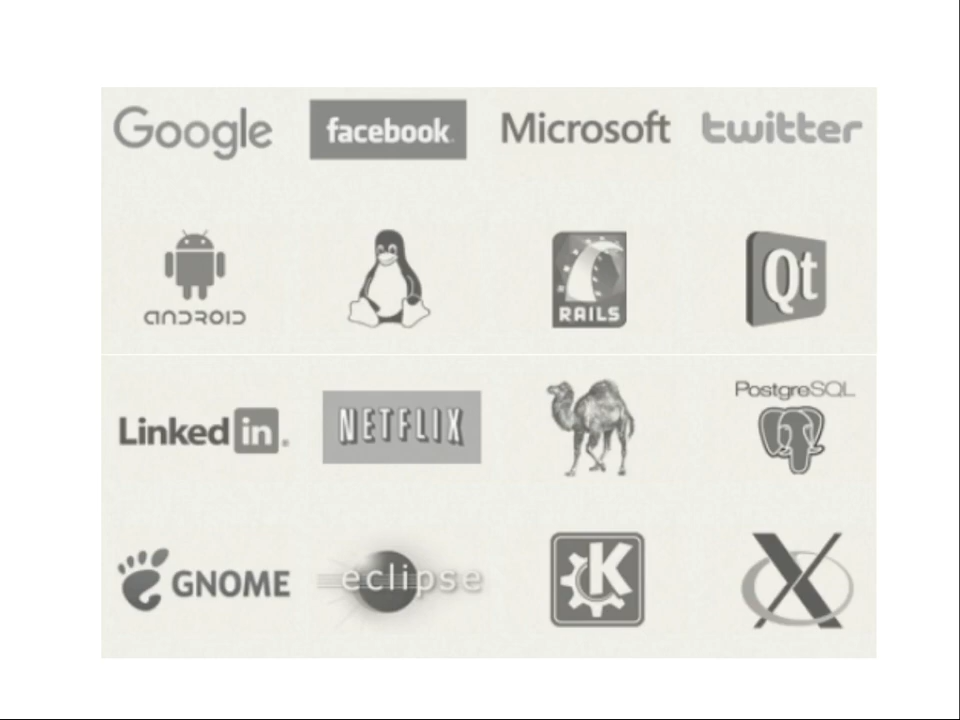 Google facebook Microsoft twitter
ANDROID RAILS Qt
Linked in NETFLIX PostgreSQL
GNOME eclipse K X